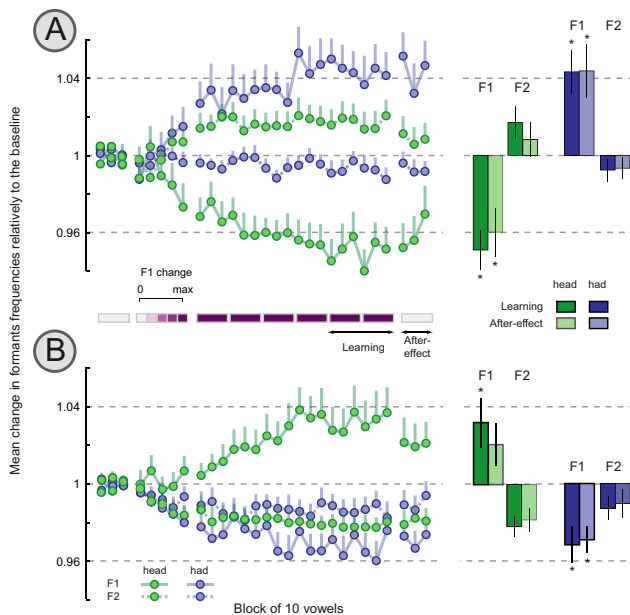 A
Mean change in formants frequencies relatively to the baseline
1.04
1
0.96
F1 F2
F1 F2
* * * *
F1 change
0 max
Learning After-effect
head had
Learning
After-effect
B
1.04
1
0.96
F1 F2
F1 F2
* * *
head had
F1
F2
Block of 10 vowels